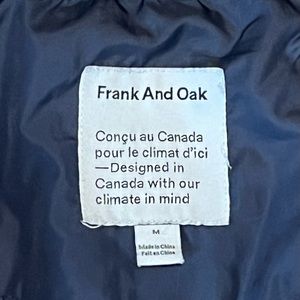 Frank And Oak
Conçu au Canada
pour le climat d'ici
—Designed in
Canada with our
climate in mind
M
Made in China
Fait en Chine